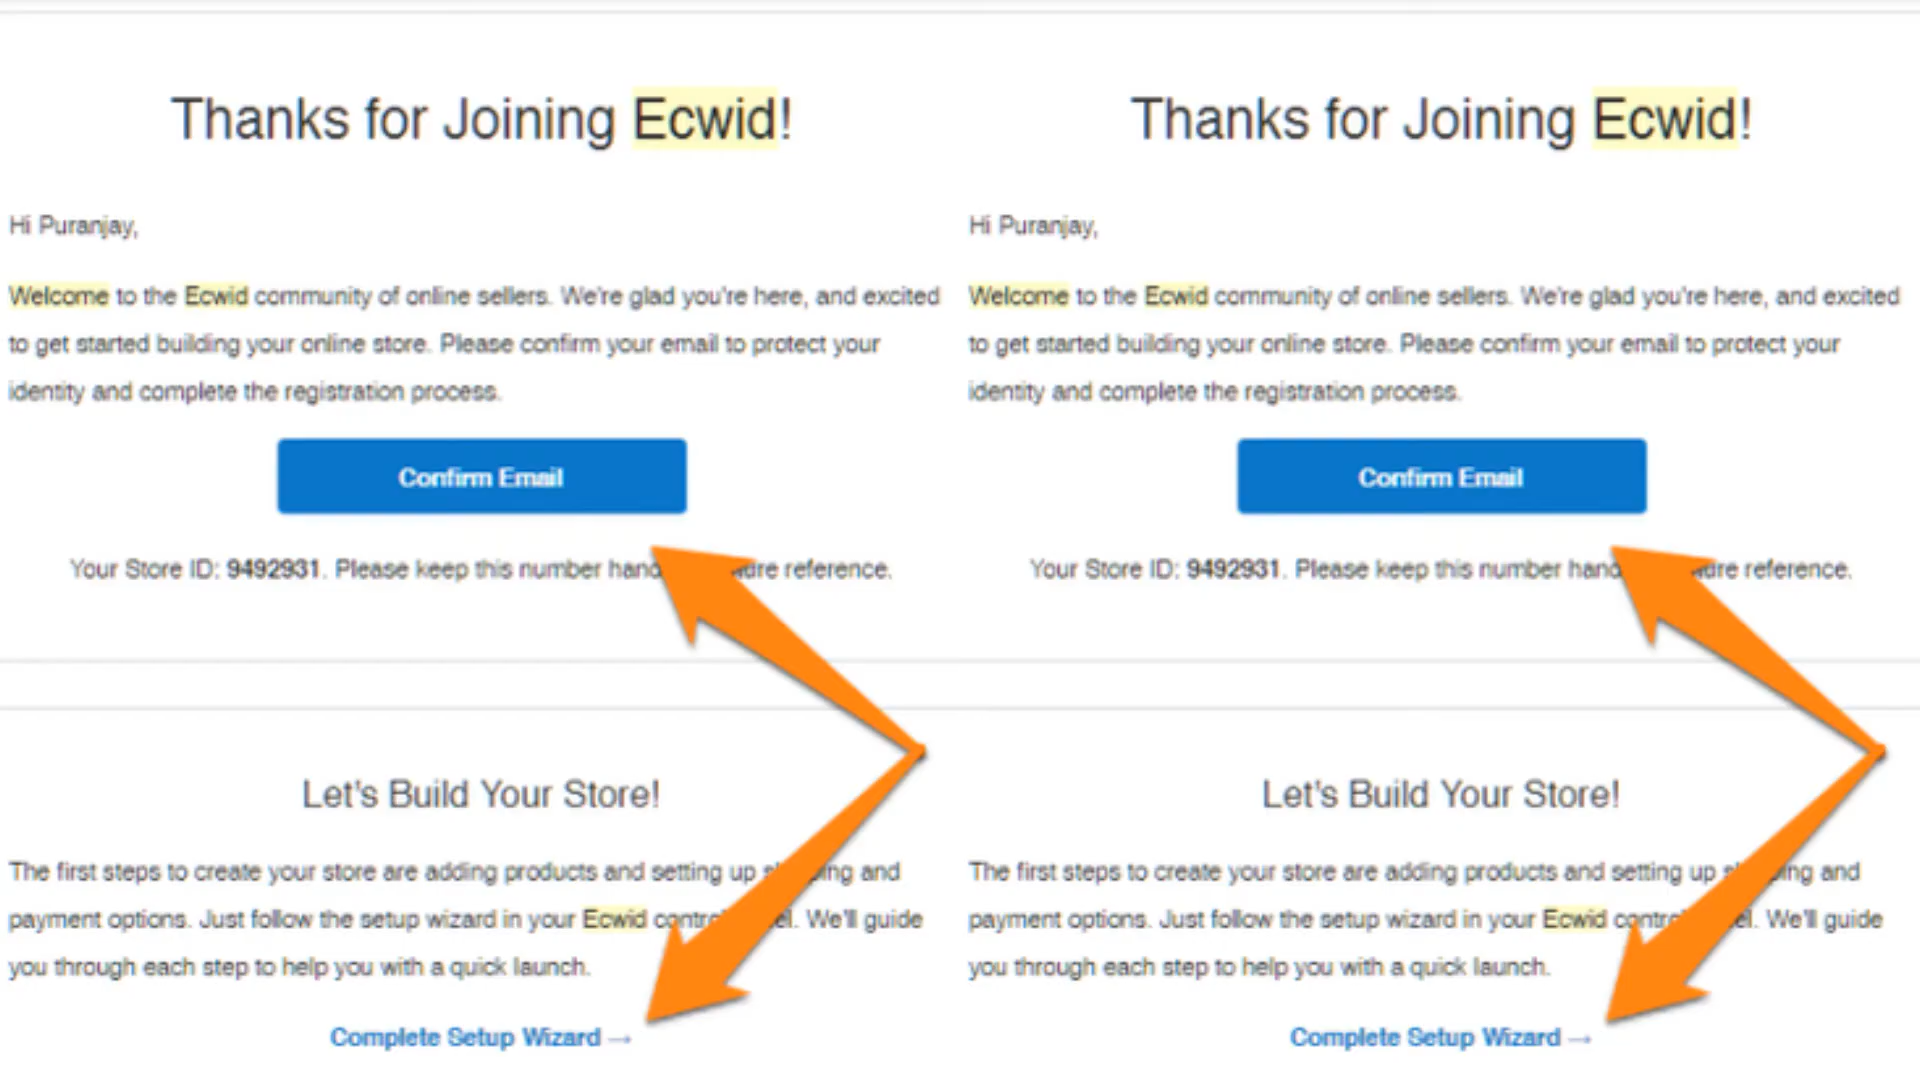 Thanks for Joining Ecwid!
Hi Puranjay,
Welcome to the Ecwid community of online sellers. We're glad you're here, and excited
to get started building your online store. Please confirm your email to protect your
identity and complete the registration process.
Confirm Email
Your Store ID: 9492931. Please keep this number reference.
Let's Build Your Store!
The first steps to create your store are adding products and setting up and
payment options. Just follow the setup wizard in your Ecwid We'll guide
you through each step to help you with a quick launch.
Complete Setup Wizard →
Thanks for Joining Ecwid!
Hi Puranjay,
Welcome to the Ecwid community of online sellers. We're glad you're here, and excited
to get started building your online store. Please confirm your email to protect your
identity and complete the registration process.
Confirm Email
Your Store ID: 9492931. Please keep this number reference.
Let's Build Your Store!
The first steps to create your store are adding products and setting up and
payment options. Just follow the setup wizard in your Ecwid We'll guide
you through each step to help you with a quick launch.
Complete Setup Wizard →